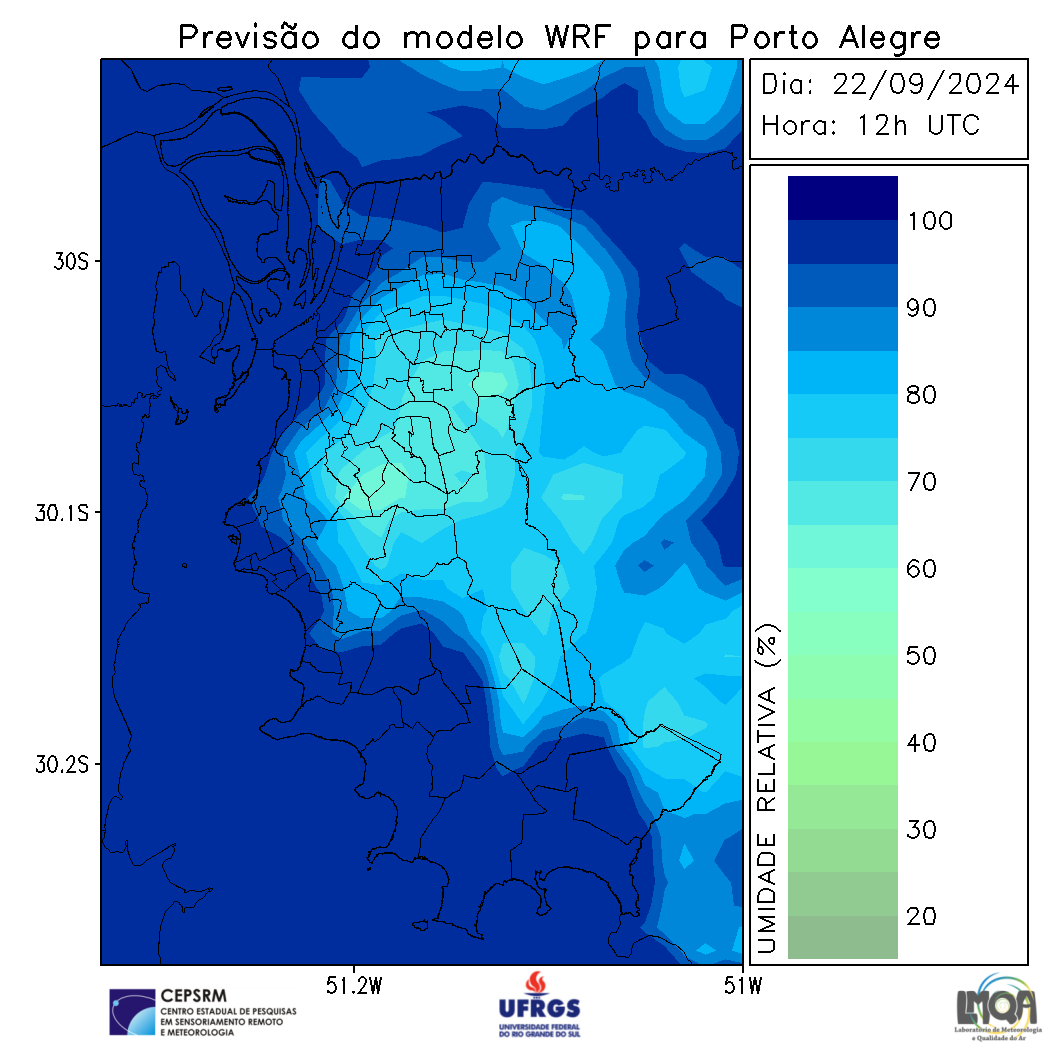 Previsão do modelo WRF para Porto Alegre
Dia: 22/09/2024
Hora: 12h UTC
100
90
80
70
60
50
40
30
20
UMIDADE RELATIVA (%)
30S
30.1S
30.2S
51.2W
51W
CEPSRM
CENTRO ESTADUAL DE PESQUISAS
EM SENSORIAMENTO REMOTO
E METEOROLOGIA
UFRGS
UNIVERSIDADE FEDERAL
DO RIO GRANDE DO SUL
LMQA
Laboratório de Meteorologia
e Qualidade do Ar